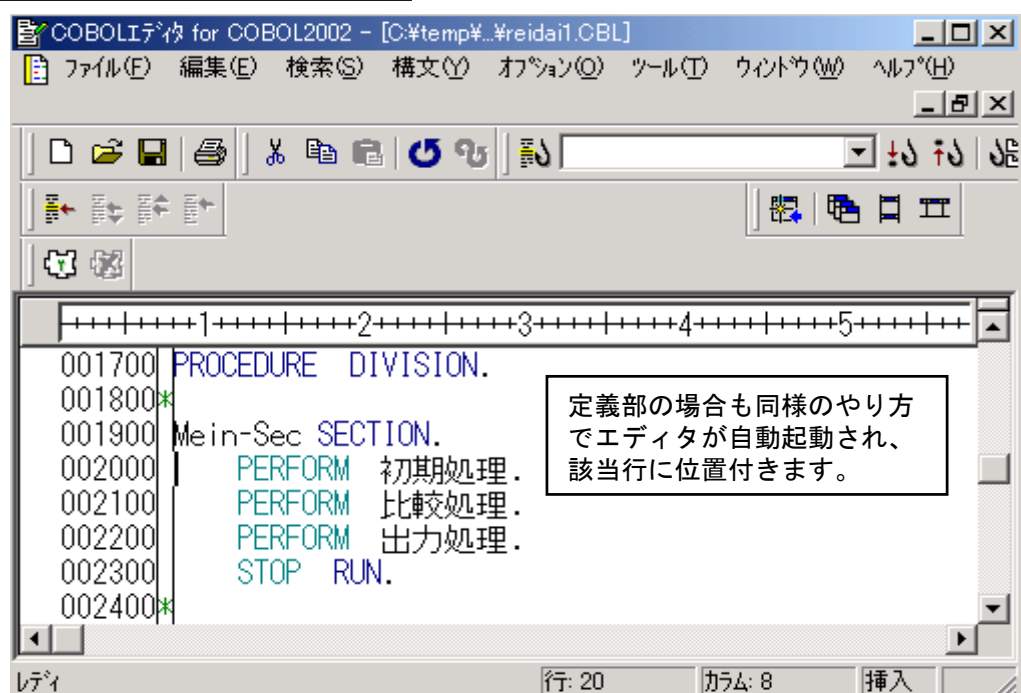 COBOLｴﾃﾞｨﾀ for COBOL2002 - [C:¥temp¥...¥reidai1.CBL]
ﾌｧｲﾙ(F) 編集(E) 検索(S) 構文(Y) ｵﾌﾟｼｮﾝ(O) ﾂｰﾙ(T) ｳｨﾝﾄﾞｳ(W) ﾍﾙﾌﾟ(H)
1 2 3 4 5
001700 PROCEDURE DIVISION.
001800*
001900 Mein-Sec SECTION.
002000 PERFORM 初期処理.
002100 PERFORM 比較処理.
002200 PERFORM 出力処理.
002300 STOP RUN.
002400*
定義部の場合も同様のやり方
でエディタが自動起動され、
該当行に位置付きます。
ﾚﾃﾞｨ 行: 20 ｶﾗﾑ: 8 挿入